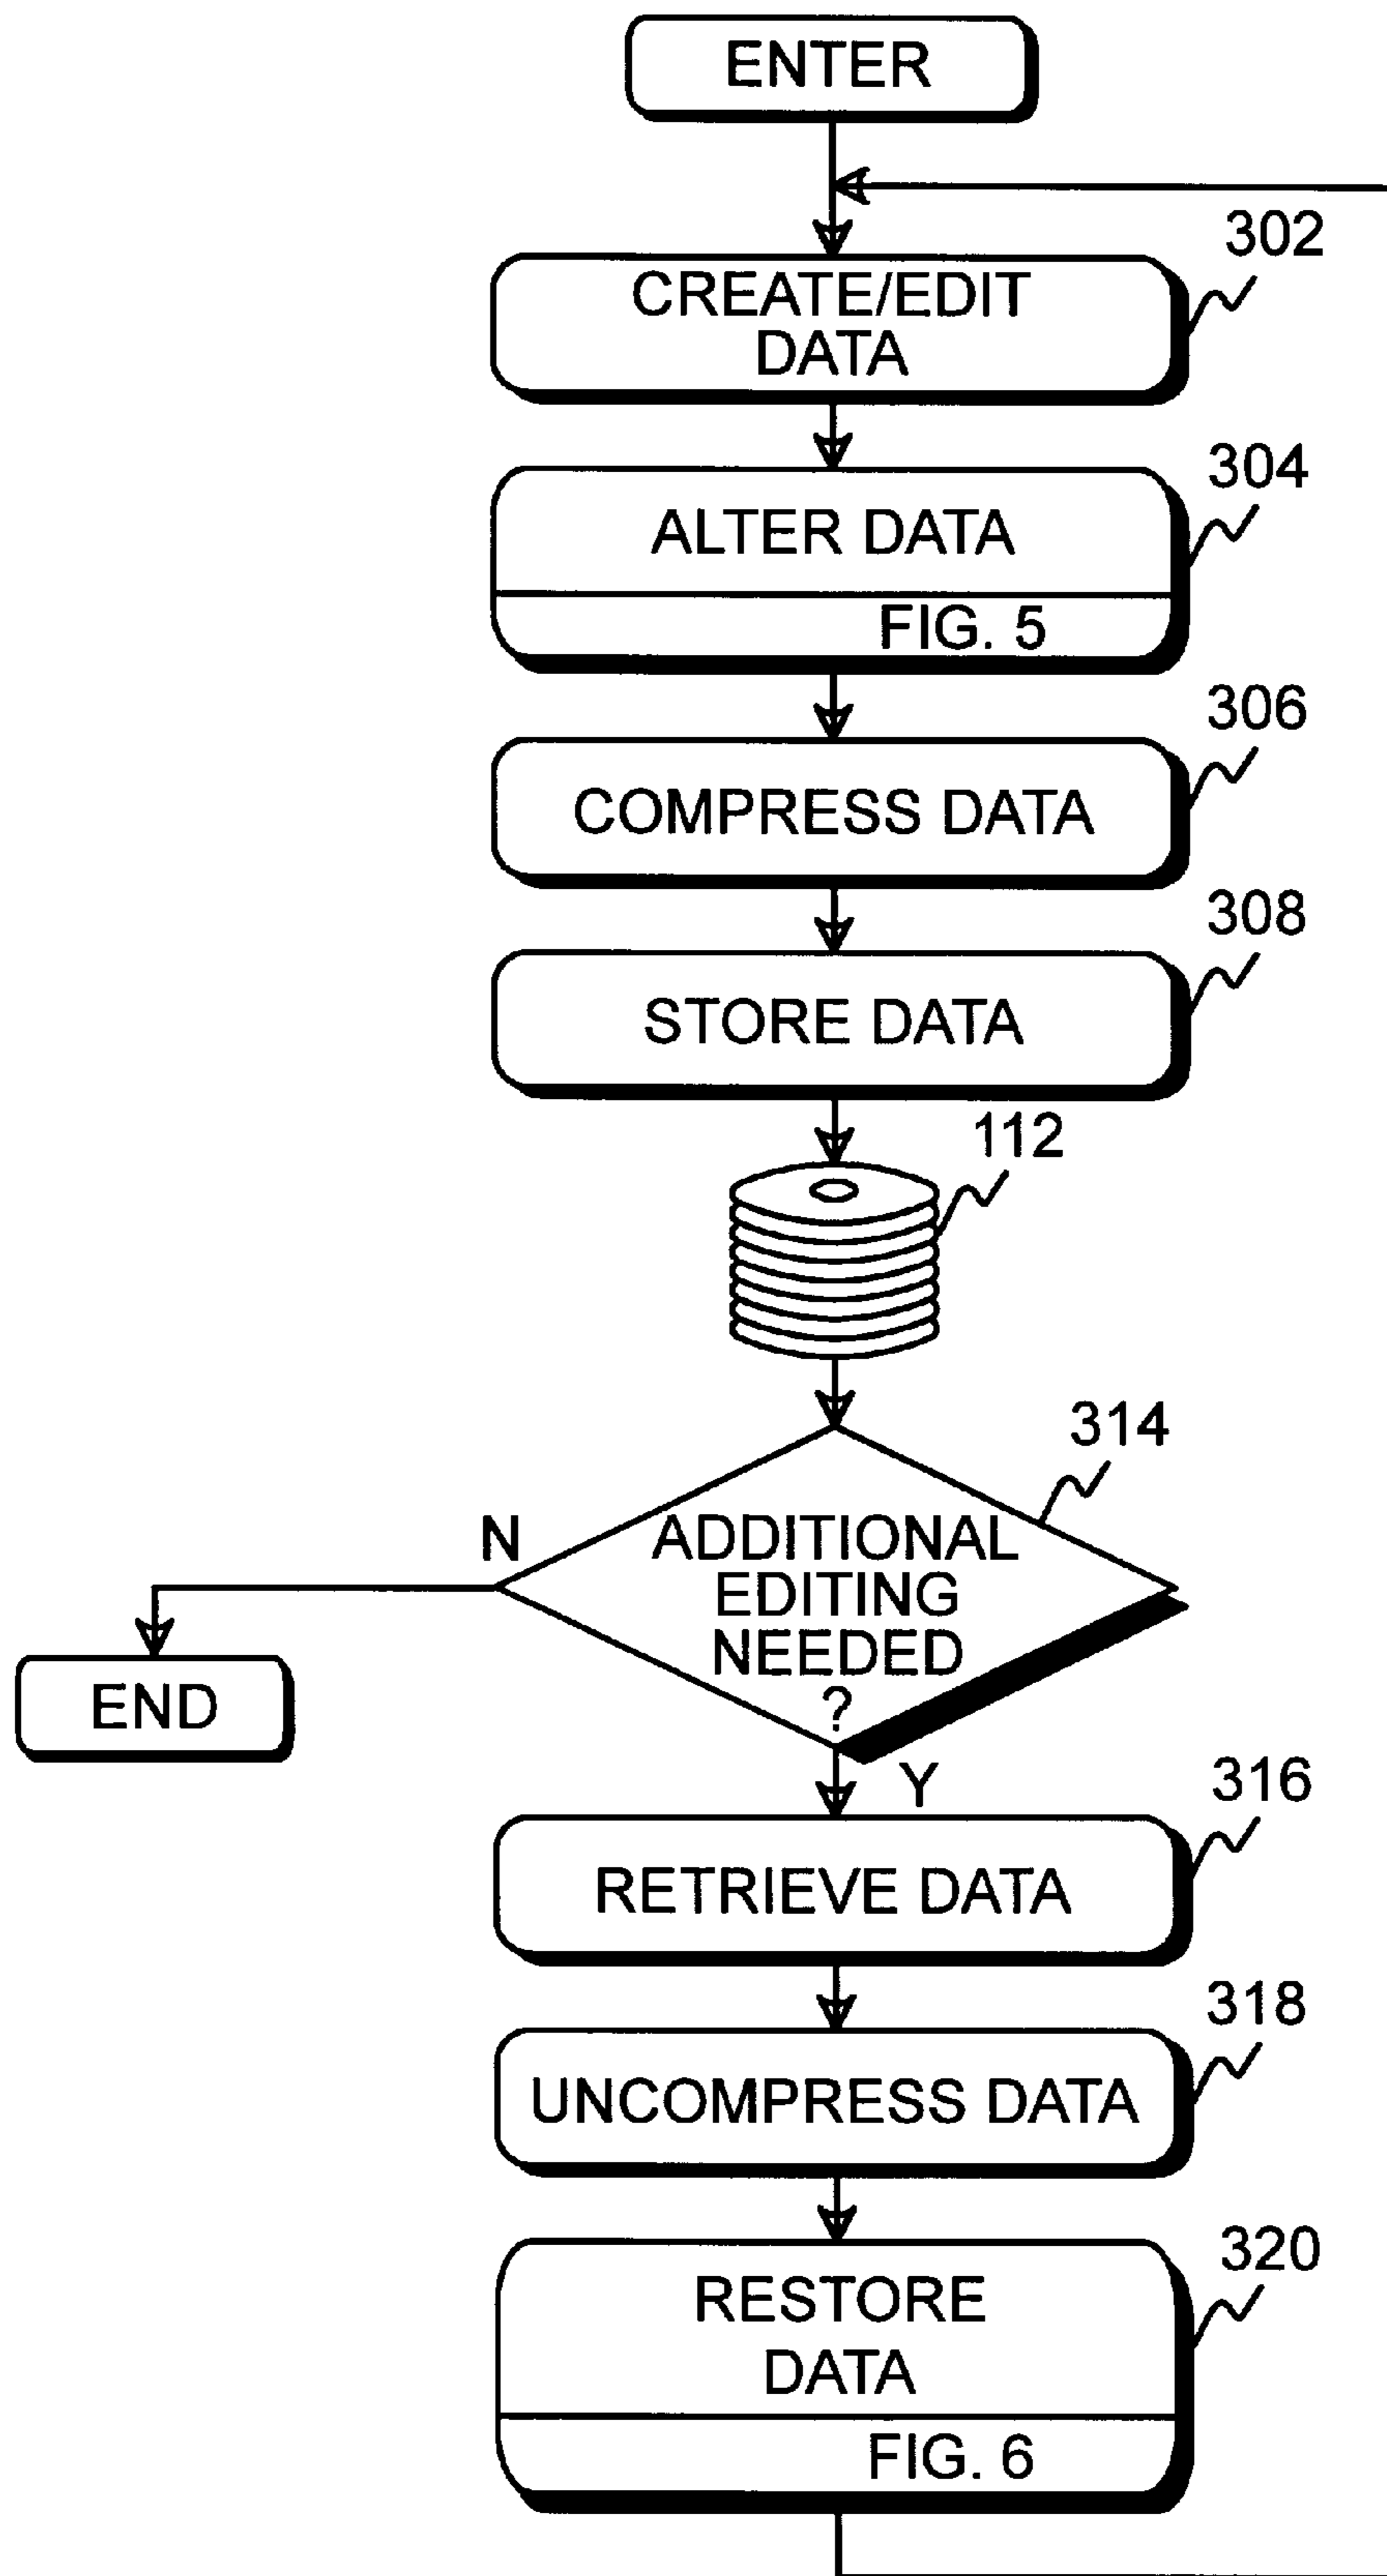 ENTER
302
CREATE/EDIT
DATA
304
ALTER DATA
FIG. 5
306
COMPRESS DATA
308
STORE DATA
112
314
N
ADDITIONAL
EDITING
NEEDED
?
END
Y
316
RETRIEVE DATA
318
UNCOMPRESS DATA
320
RESTORE
DATA
FIG. 6